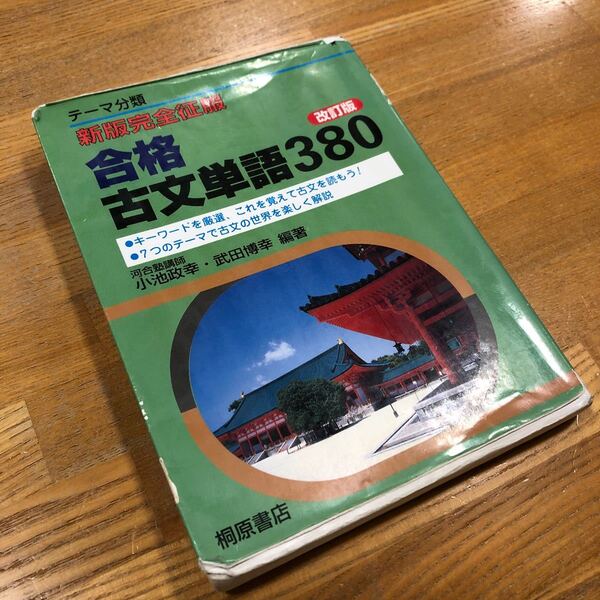 テーマ分類
新版完全征服
合格
古文単語380
改訂版
●キーワードを厳選、これを覚えて古文を読もう!
●7つのテーマで古文の世界を楽しく解説
河合塾講師
小池政幸・武田博幸 編著
桐原書店